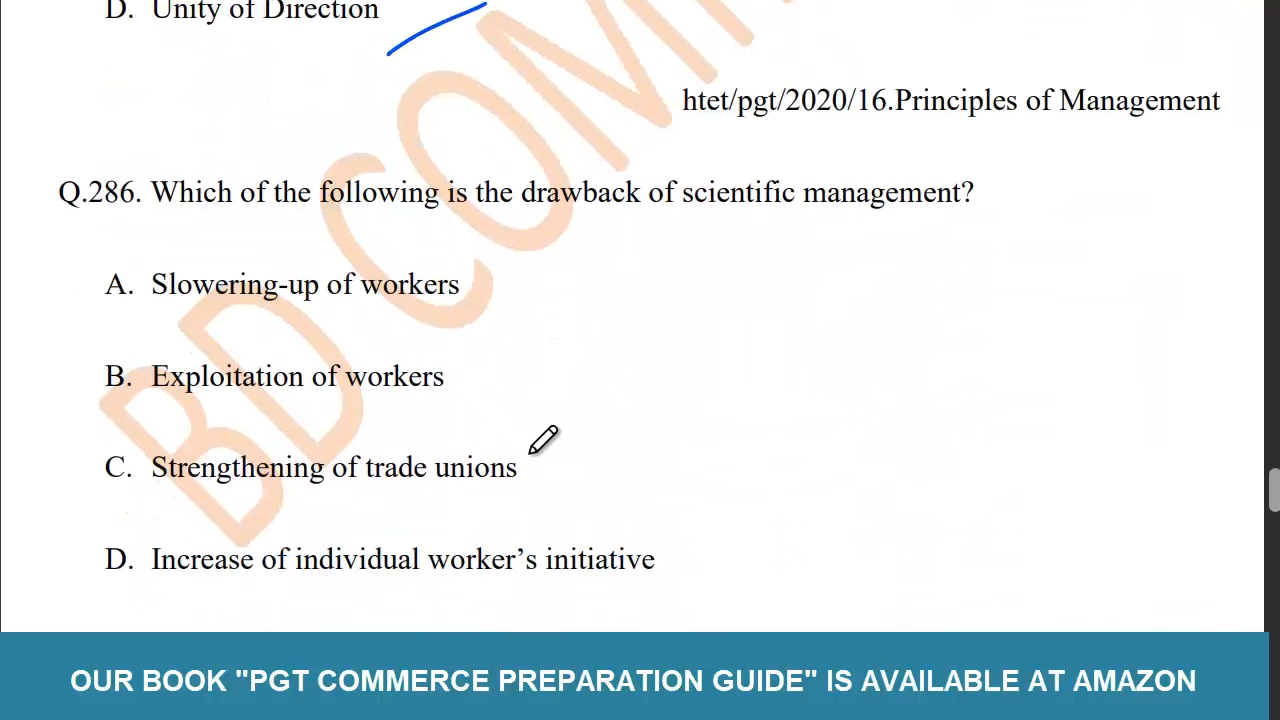 D. Unity of Direction
htet/pgt/2020/16.Principles of Management
Q.286. Which of the following is the drawback of scientific management?
A. Slowering-up of workers
B. Exploitation of workers
C. Strengthening of trade unions
D. Increase of individual worker’s initiative
BD COM
OUR BOOK "PGT COMMERCE PREPARATION GUIDE" IS AVAILABLE AT AMAZON